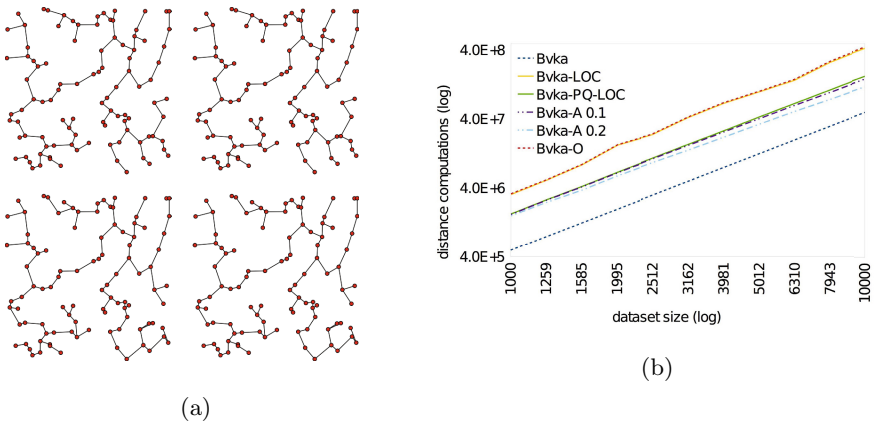 4.0E+8
4.0E+7
4.0E+6
4.0E+5
distance computations (log)
Bvka
Bvka-LOC
Bvka-PQ-LOC
Bvka-A 0.1
Bvka-A 0.2
Bvka-O
1000
1259
1585
1995
2512
3162
3981
5012
6310
7943
10000
dataset size (log)
(a)
(b)